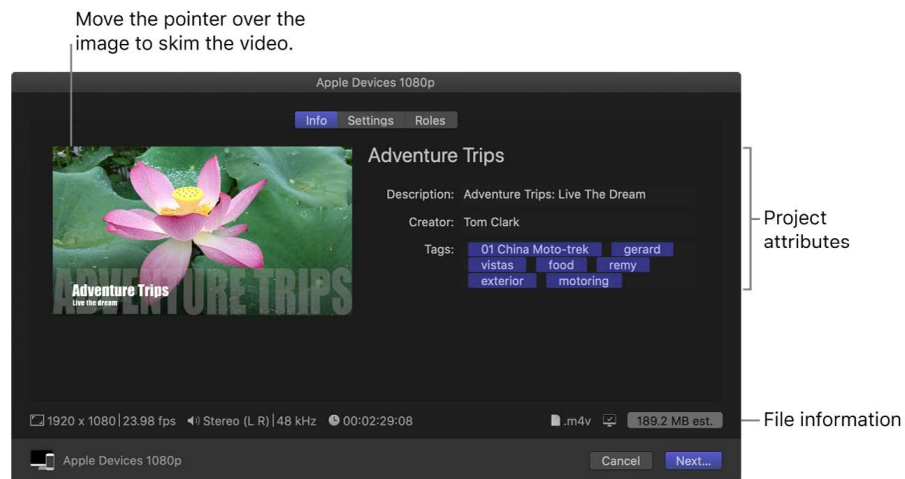 Move the pointer over the
image to skim the video.
Apple Devices 1080p
Info Settings Roles
Adventure Trips
Description: Adventure Trips: Live The Dream
Creator: Tom Clark
Tags: 01 China Moto-trek gerard
vistas food remy
exterior motoring
Project
attributes
ADVENTURE TRIPS
Adventure Trips
Live the dream
1920 x 1080 | 23.98 fps Stereo (L R) | 48 kHz 00:02:29:08 .m4v 189.2 MB est.
File information
Apple Devices 1080p Cancel Next...